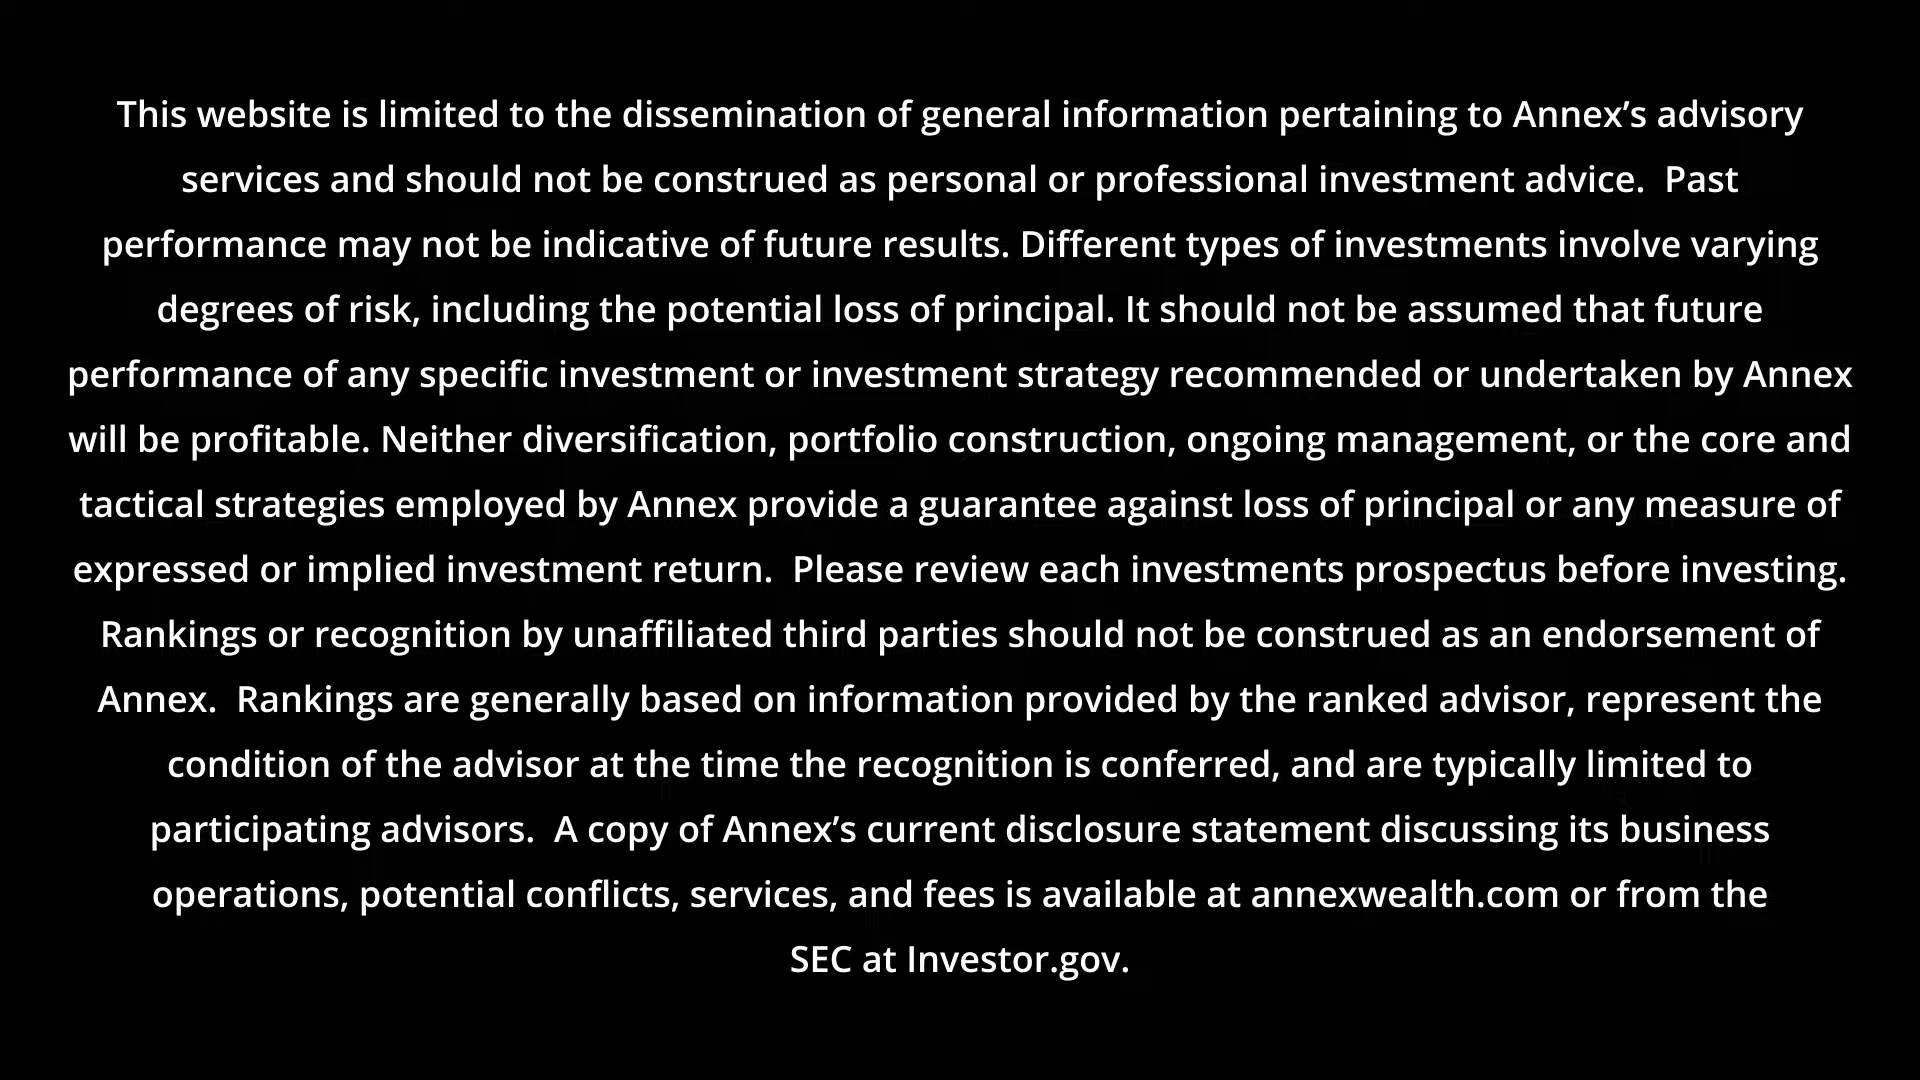 This website is limited to the dissemination of general information pertaining to Annex’s advisory
services and should not be construed as personal or professional investment advice.  Past
performance may not be indicative of future results. Different types of investments involve varying
degrees of risk, including the potential loss of principal. It should not be assumed that future
performance of any specific investment or investment strategy recommended or undertaken by Annex
will be profitable. Neither diversification, portfolio construction, ongoing management, or the core and
tactical strategies employed by Annex provide a guarantee against loss of principal or any measure of
expressed or implied investment return.  Please review each investments prospectus before investing.
Rankings or recognition by unaffiliated third parties should not be construed as an endorsement of
Annex.  Rankings are generally based on information provided by the ranked advisor, represent the
condition of the advisor at the time the recognition is conferred, and are typically limited to
participating advisors.  A copy of Annex’s current disclosure statement discussing its business
operations, potential conflicts, services, and fees is available at annexwealth.com or from the
SEC at Investor.gov.